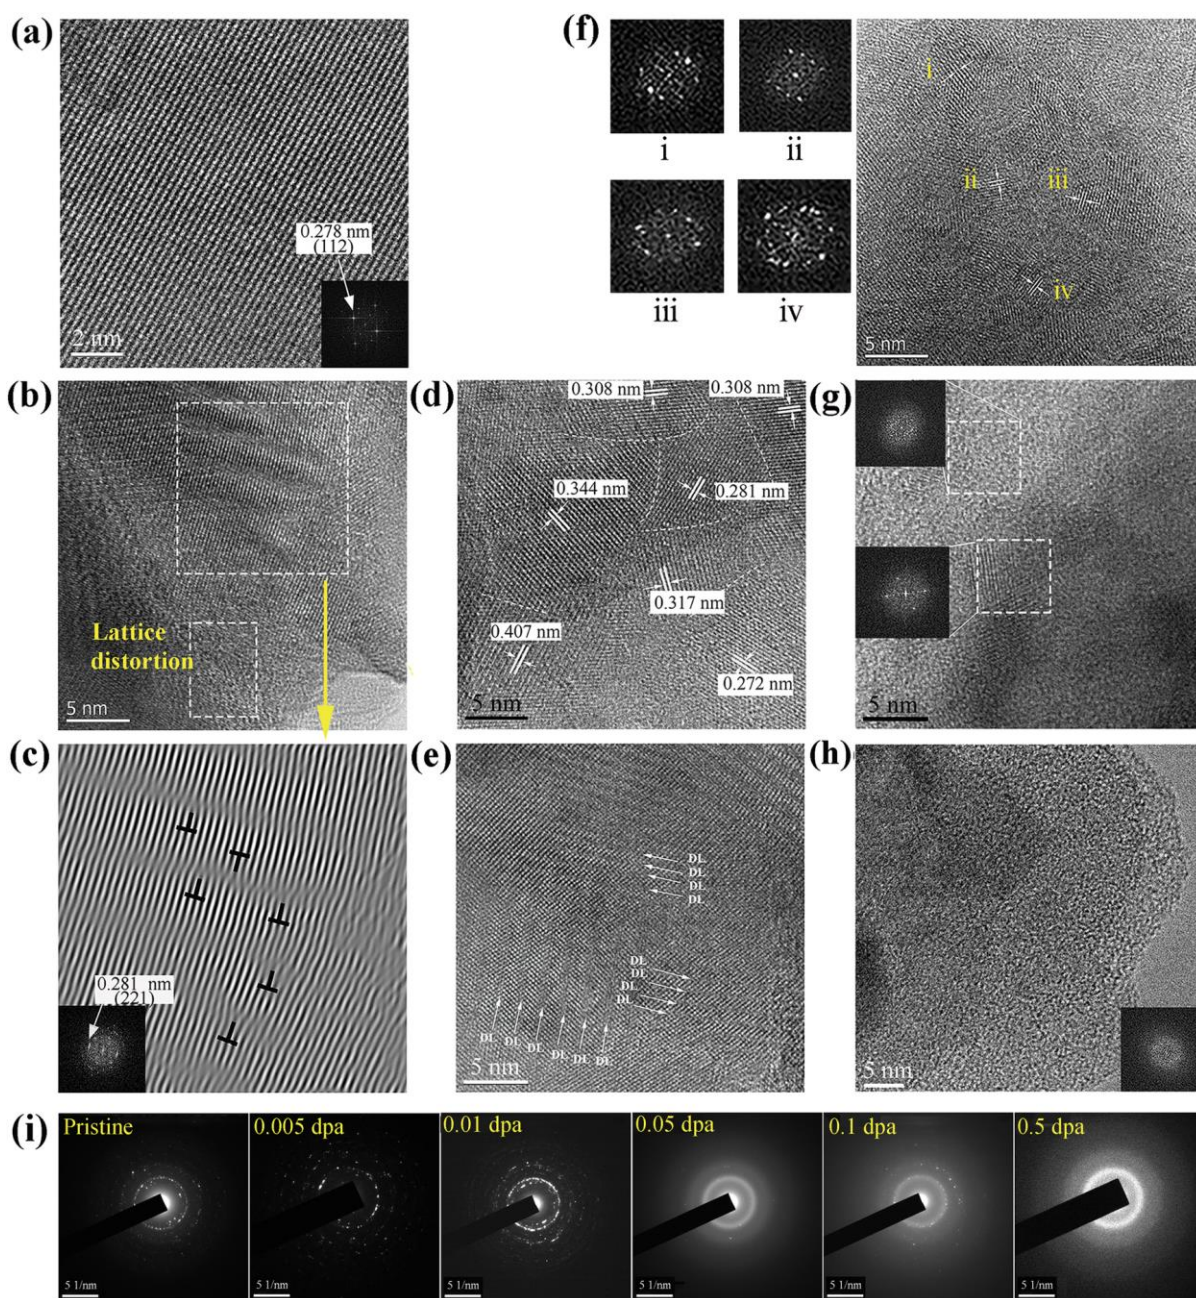 (a)
0.278 nm
(112)
2 nm
(f)
i
ii
iii
iv
i
ii
iii
iv
5 nm
(b)
Lattice
distortion
5 nm
(d)
0.308 nm
0.308 nm
0.344 nm
0.281 nm
0.317 nm
0.407 nm
0.272 nm
5 nm
(g)
5 nm
(c)
0.281 nm
(221)
(e)
DL
DL
DL
DL
DL
DL
DL
DL
DL
DL
DL
DL
DL
DL
5 nm
(h)
5 nm
(i)
Pristine
5 1/nm
0.005 dpa
5 1/nm
0.01 dpa
5 1/nm
0.05 dpa
5 1/nm
0.1 dpa
5 1/nm
0.5 dpa
5 1/nm